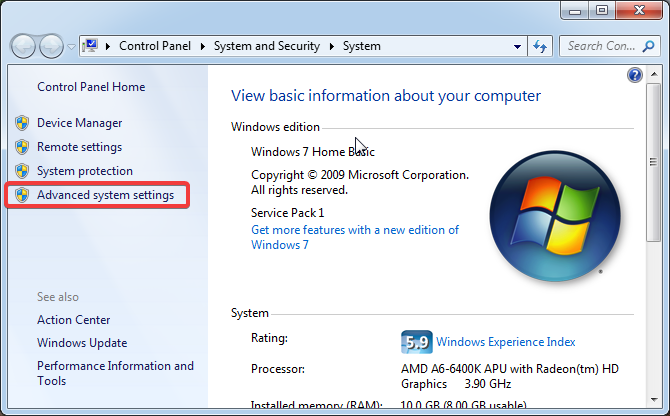 Control Panel ▸ System and Security ▸ System
Search Con...
Control Panel Home
Device Manager
Remote settings
System protection
Advanced system settings
See also
Action Center
Windows Update
Performance Information and
Tools
View basic information about your computer
Windows edition
Windows 7 Home Basic
Copyright © 2009 Microsoft Corporation.
All rights reserved.
Service Pack 1
Get more features with a new edition of
Windows 7
System
Rating:
5.9 Windows Experience Index
Processor:
AMD A6-6400K APU with Radeon(tm) HD
Graphics 3.90 GHz
Installed memory (RAM): 10.0 GB (8.00 GB usable)